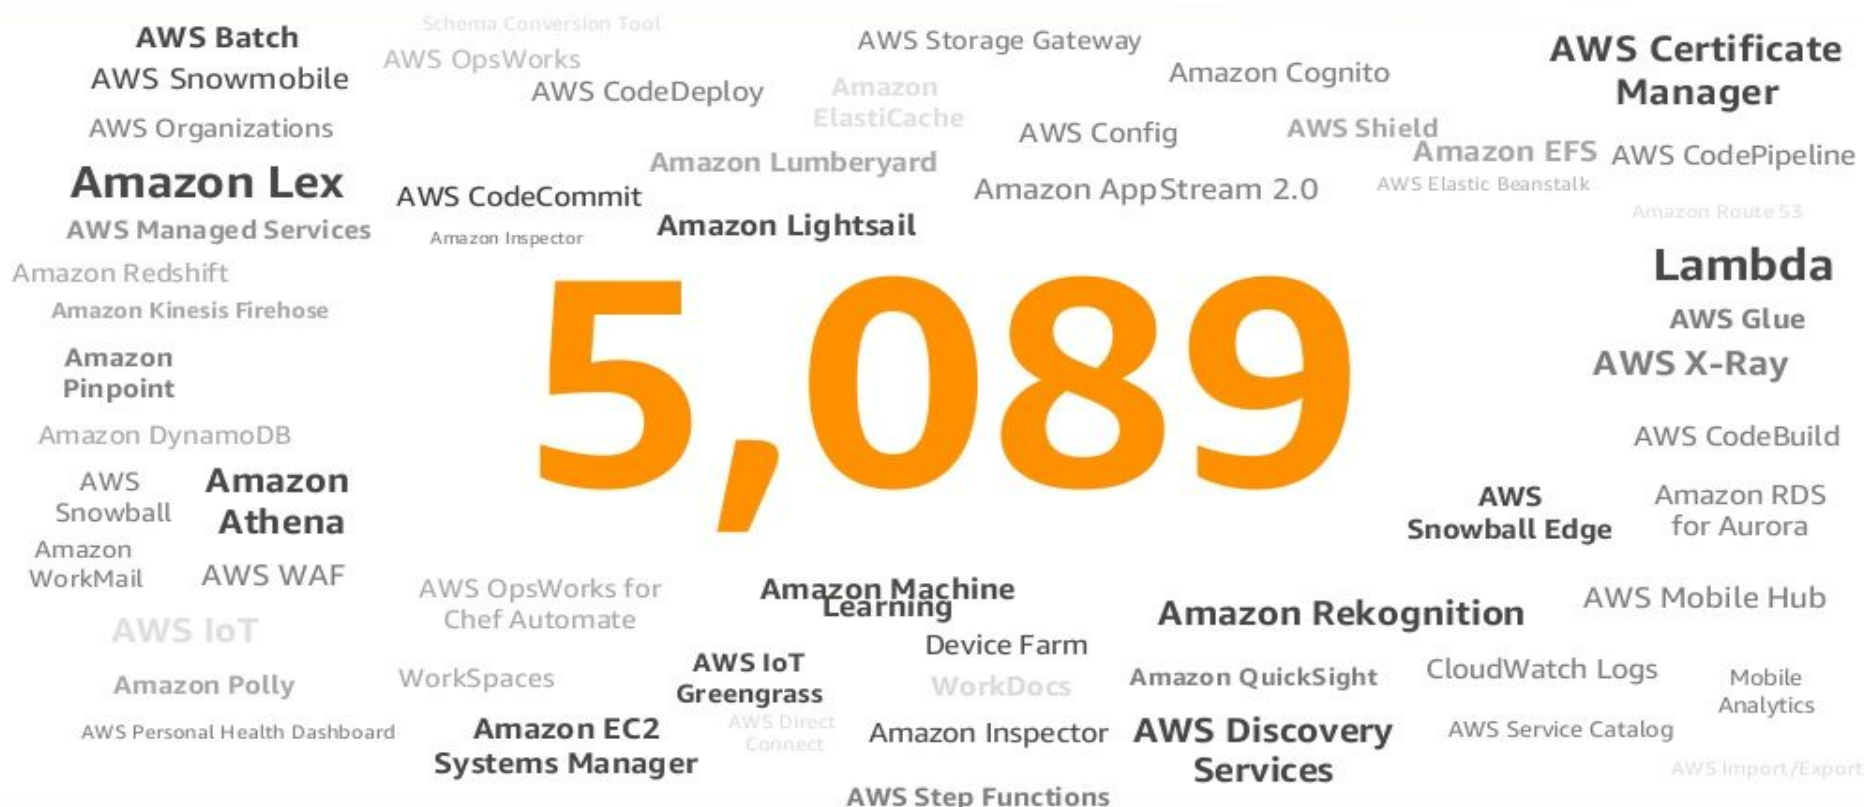 Schema Conversion Tool
AWS Batch
AWS Storage Gateway
AWS Certificate
Manager
AWS OpsWorks
AWS Snowmobile
Amazon Cognito
AWS CodeDeploy
Amazon
ElastiCache
AWS Organizations
AWS Config
AWS Shield
Amazon EFS
AWS CodePipeline
Amazon Lumberyard
Amazon Lex
AWS CodeCommit
Amazon AppStream 2.0
AWS Elastic Beanstalk
Amazon Route 53
AWS Managed Services
Amazon Inspector
Amazon Lightsail
Amazon Redshift
Lambda
Amazon Kinesis Firehose
AWS Glue
Amazon
Pinpoint
AWS X-Ray
5,089
Amazon DynamoDB
AWS CodeBuild
AWS
Snowball
Amazon
Athena
AWS
Snowball Edge
Amazon RDS
for Aurora
Amazon
WorkMail
AWS WAF
AWS OpsWorks for
Chef Automate
Amazon Machine
Learning
Amazon Rekognition
AWS Mobile Hub
AWS IoT
Device Farm
AWS IoT
Greengrass
Amazon Polly
WorkSpaces
WorkDocs
Amazon QuickSight
CloudWatch Logs
Mobile
Analytics
AWS Personal Health Dashboard
Amazon EC2
Systems Manager
AWS Direct
Connect
Amazon Inspector
AWS Discovery
Services
AWS Service Catalog
AWS Import/Export
AWS Step Functions